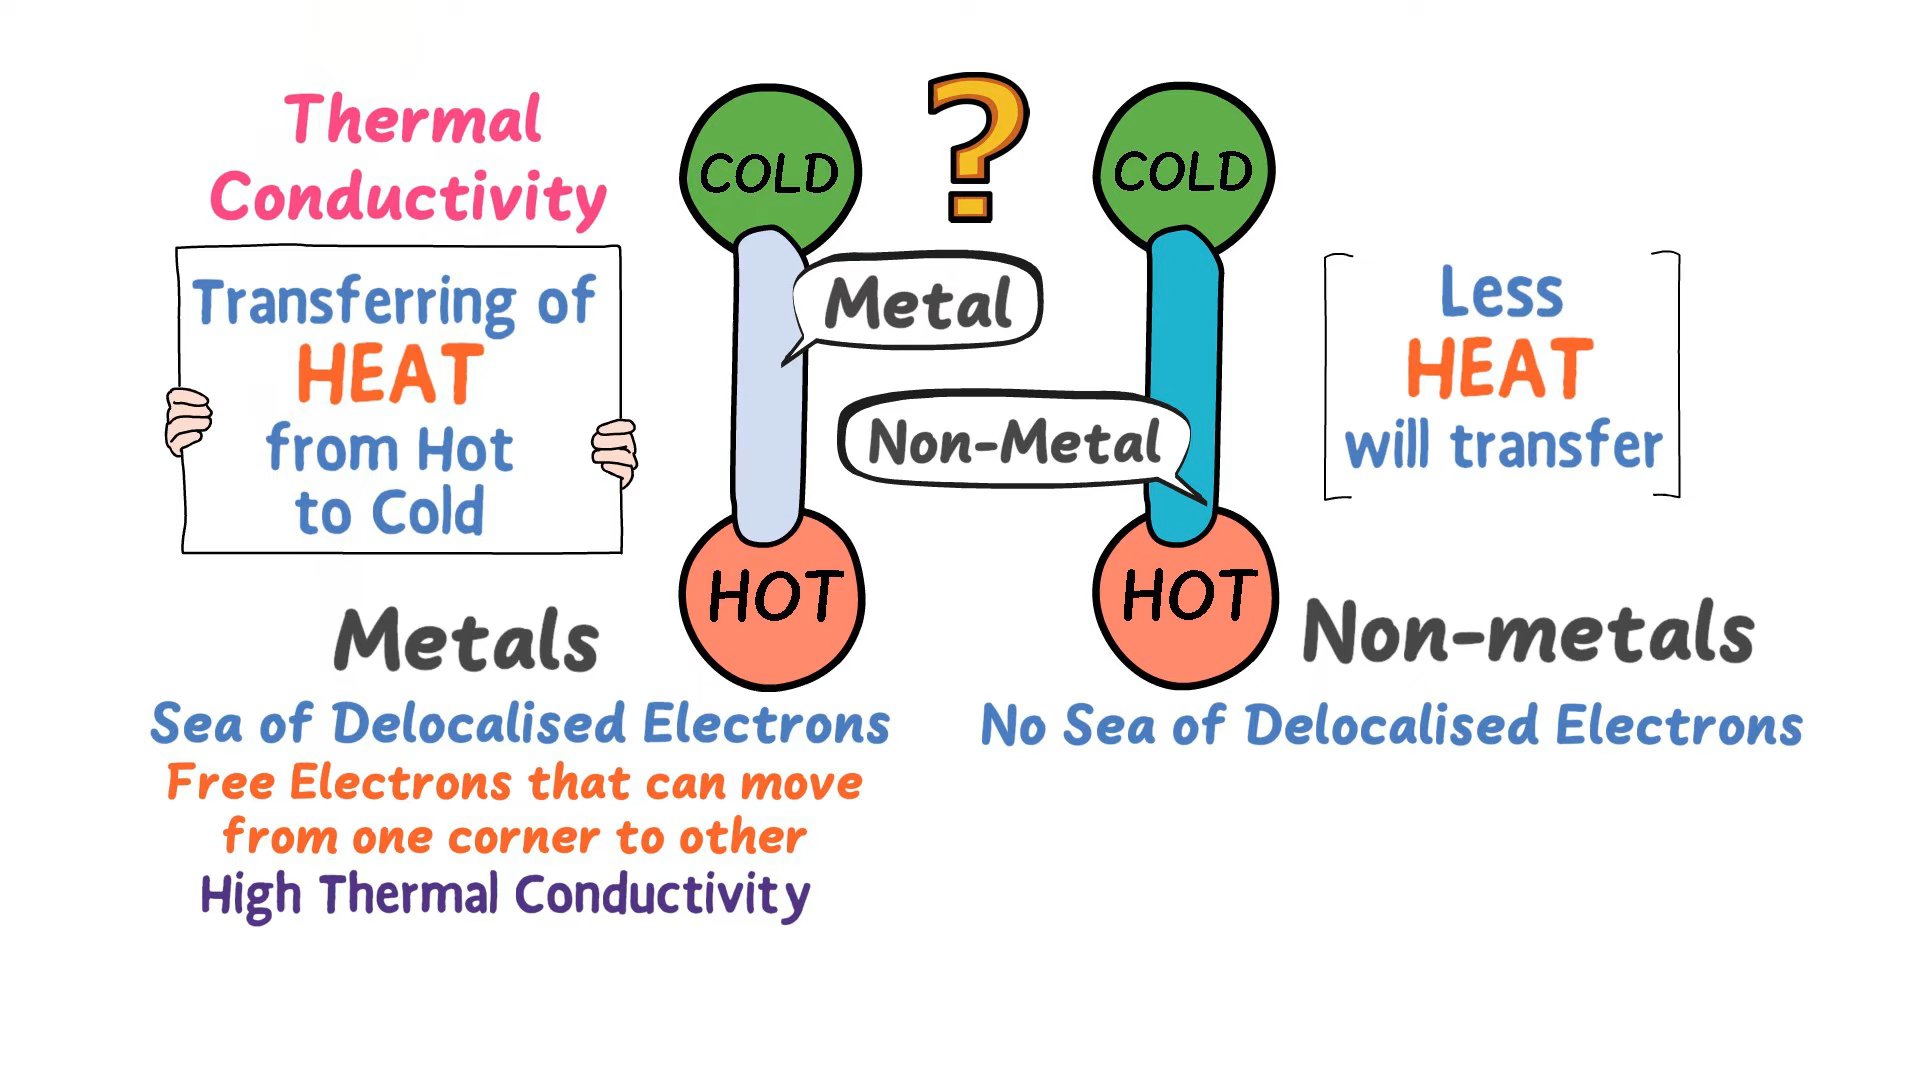 Thermal
Conductivity
Transferring of
HEAT
from Hot
to Cold
COLD
?
COLD
Metal
Non-Metal
HOT
HOT
Less
HEAT
will transfer
Metals
Sea of Delocalised Electrons
Free Electrons that can move
from one corner to other
High Thermal Conductivity
Non-metals
No Sea of Delocalised Electrons